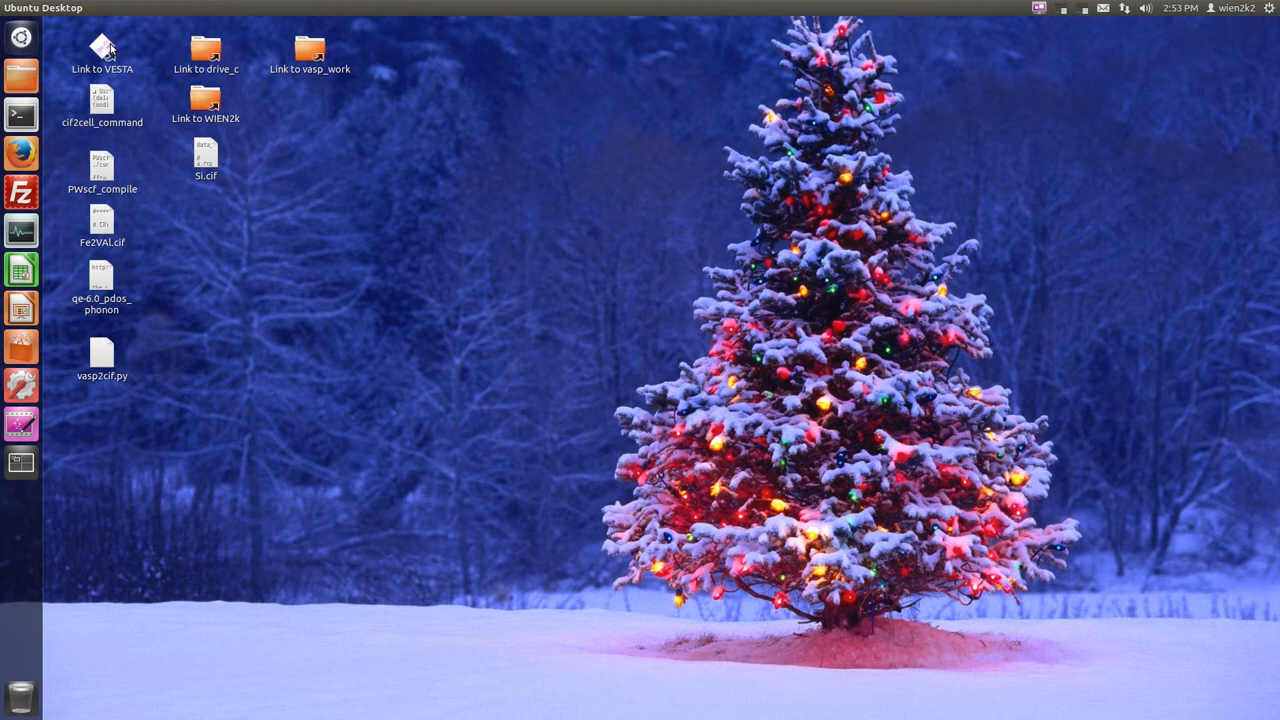 Ubuntu Desktop
2:53 PM
wien2k2
Link to VESTA
Link to drive_c
Link to vasp_work
cif2cell_command
Link to WIEN2k
PWscf_compile
Si.cif
Fe2VAl.cif
qe-6.0_pdos_
phonon
vasp2cif.py